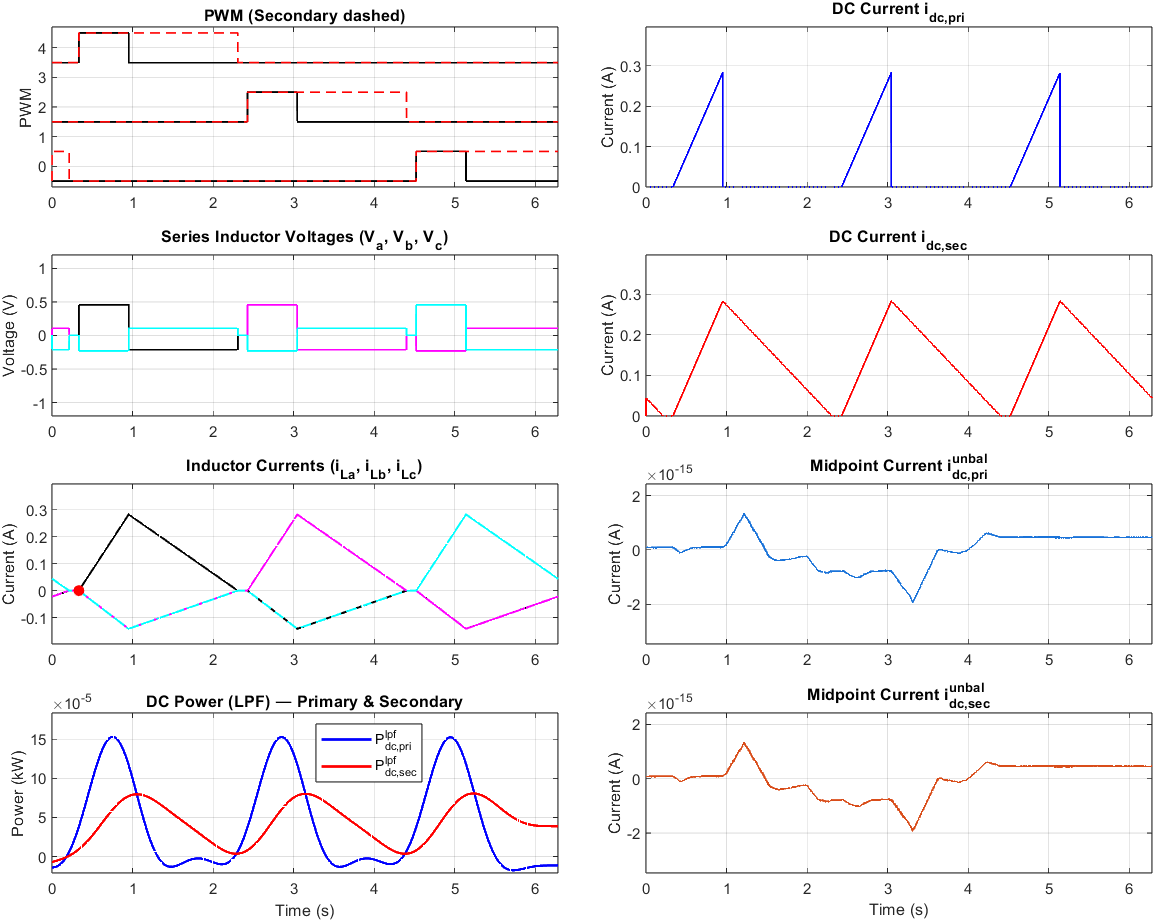 PWM (Secondary dashed)
PWM
4
3
2
1
0
0 1 2 3 4 5 6
DC Current i_dc,pri
Current (A)
0.3
0.2
0.1
0
0 1 2 3 4 5 6
Series Inductor Voltages (V_a, V_b, V_c)
Voltage (V)
1
0.5
0
-0.5
-1
0 1 2 3 4 5 6
DC Current i_dc,sec
Current (A)
0.3
0.2
0.1
0
0 1 2 3 4 5 6
Inductor Currents (i_La, i_Lb, i_Lc)
Current (A)
0.3
0.2
0.1
0
-0.1
0 1 2 3 4 5 6
Midpoint Current i_dc,pri^unbal
×10^-15
Current (A)
2
0
-2
0 1 2 3 4 5 6
DC Power (LPF) — Primary & Secondary
×10^-5
Power (kW)
15
10
5
0
P_dc,pri^lpf
P_dc,sec^lpf
0 1 2 3 4 5 6
Time (s)
Midpoint Current i_dc,sec^unbal
×10^-15
Current (A)
2
0
-2
0 1 2 3 4 5 6
Time (s)